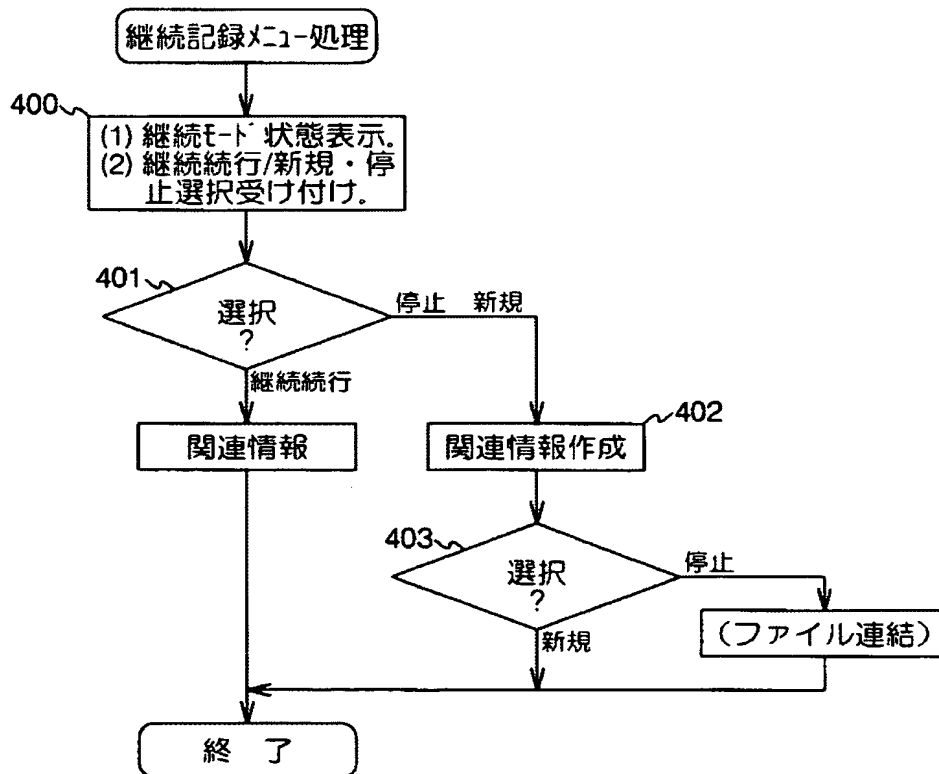 継続記録ﾒﾆｭー処理
400
(1) 継続ﾓｰﾄﾞ状態表示.
(2) 継続続行/新規・停
止選択受け付け.
401
選択
?
停止 新規
継続続行
402
関連情報
関連情報作成
403
選択
?
停止
新規
(ファイル連結)
終 了